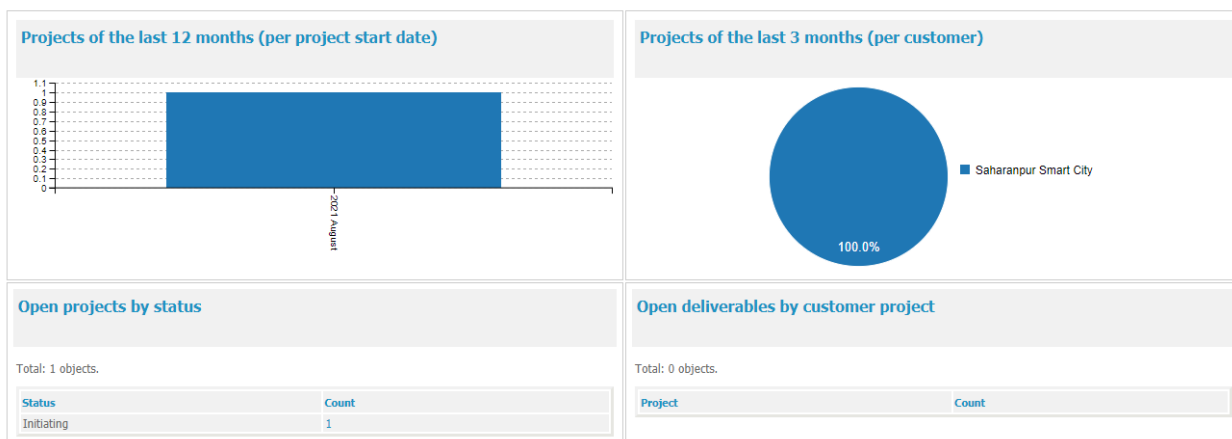 Projects of the last 12 months (per project start date)
1.1
1
0.9
0.8
0.7
0.6
0.5
0.4
0.3
0.2
0.1
0
2021 August
Projects of the last 3 months (per customer)
Saharanpur Smart City
100.0%
Open projects by status
Total: 1 objects.
Status Count
Initiating 1
Open deliverables by customer project
Total: 0 objects.
Project Count